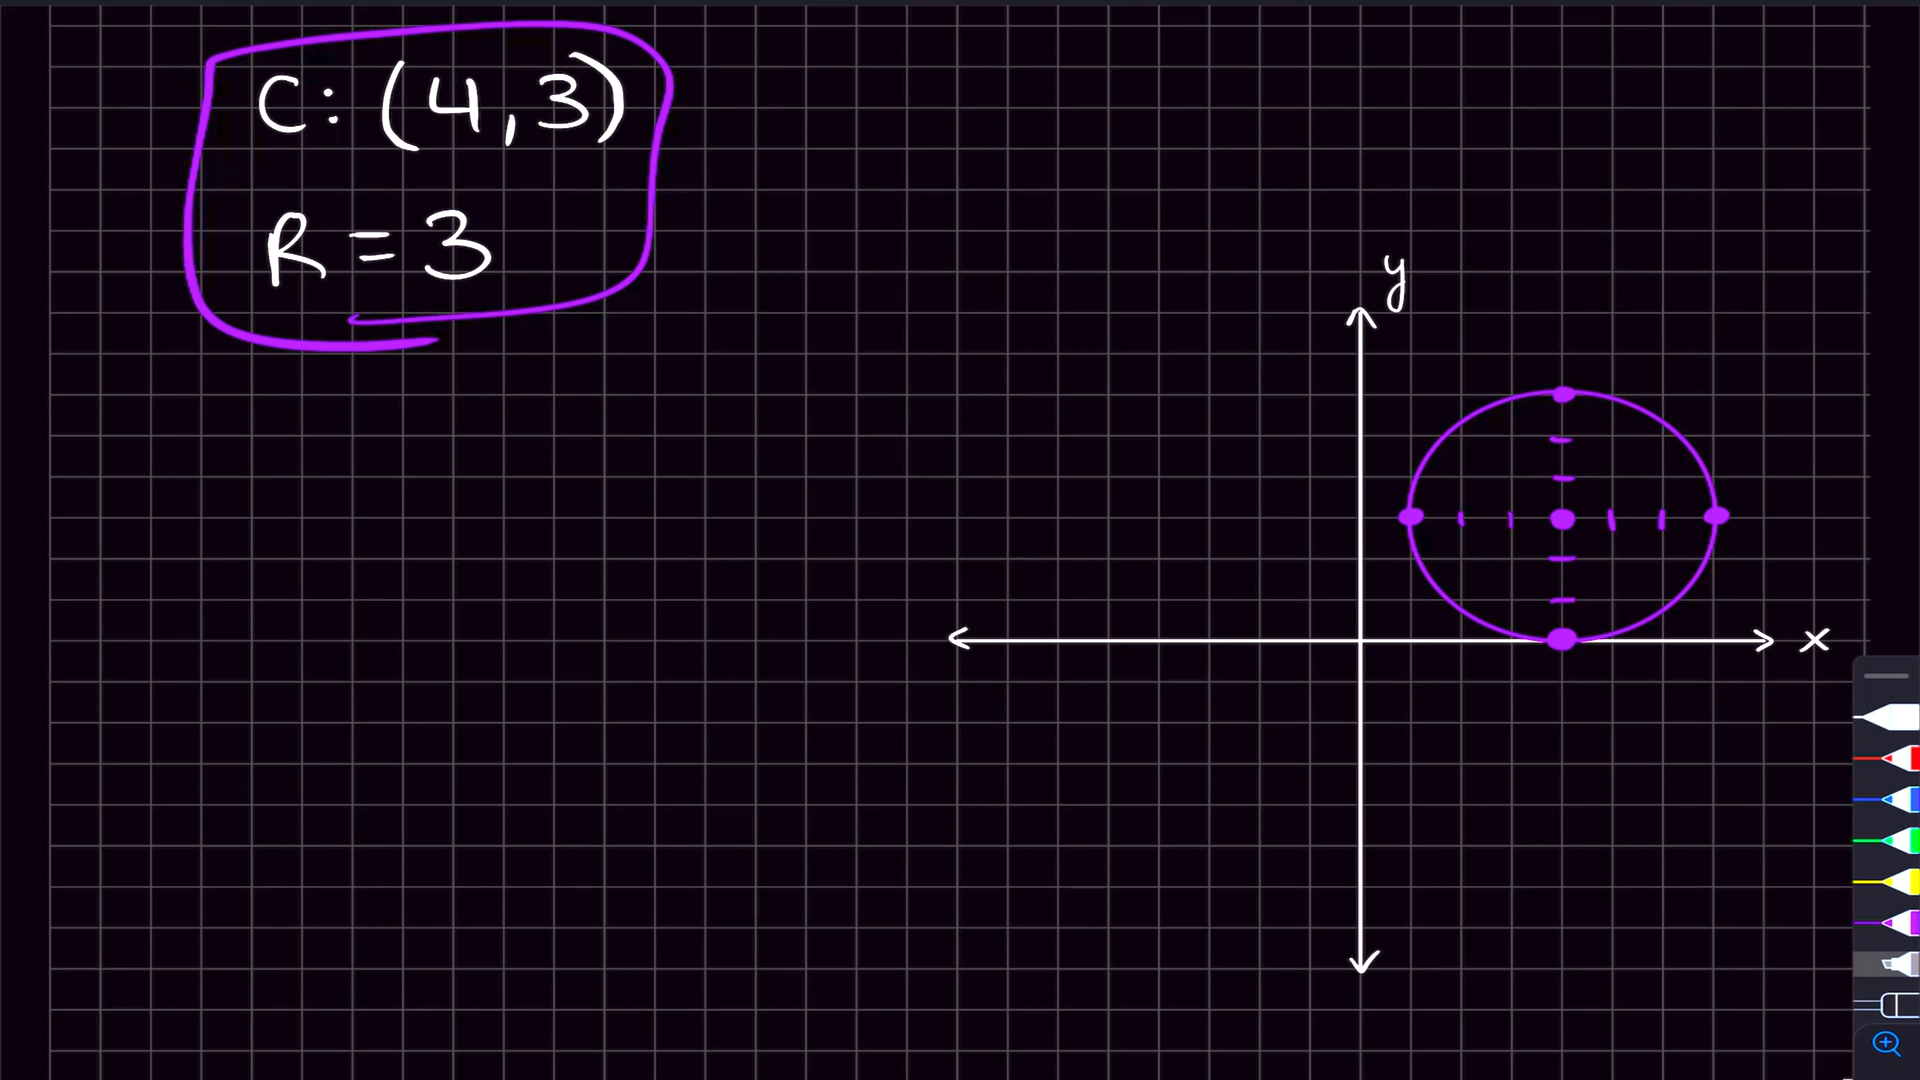 C: (4,3)
R = 3
y
x